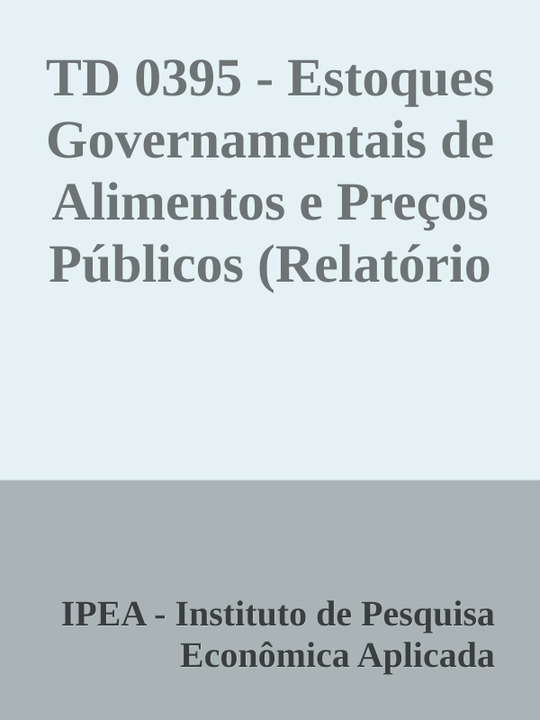 TD 0395 - Estoques
Governamentais de
Alimentos e Preços
Públicos (Relatório
IPEA - Instituto de Pesquisa
Econômica Aplicada